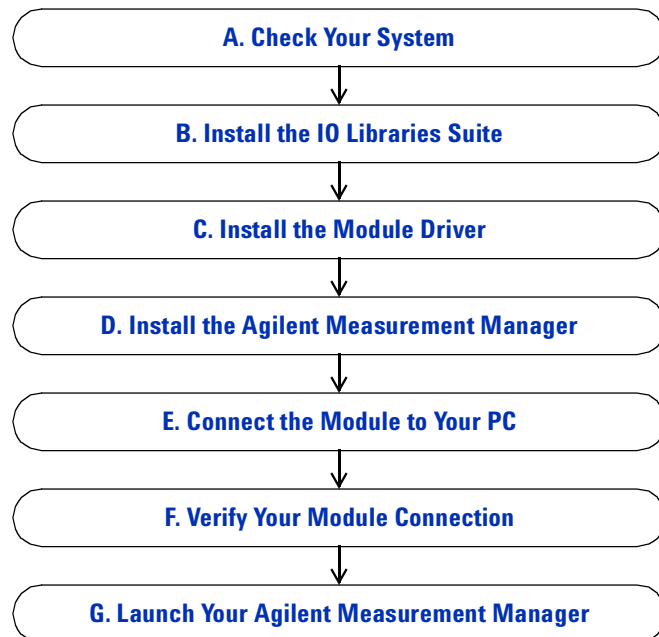 A. Check Your System
B. Install the IO Libraries Suite
C. Install the Module Driver
D. Install the Agilent Measurement Manager
E. Connect the Module to Your PC
F. Verify Your Module Connection
G. Launch Your Agilent Measurement Manager